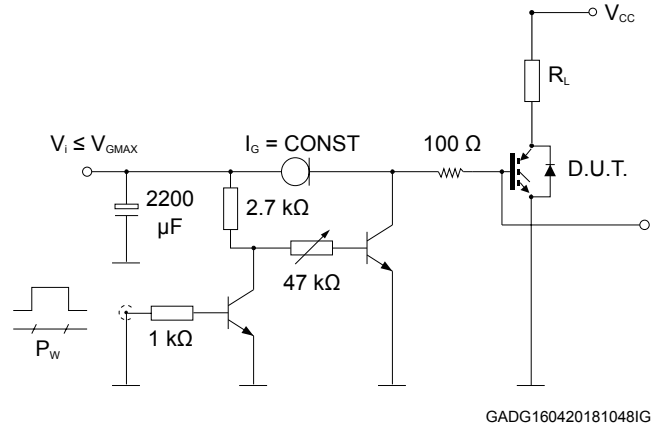 V_CC
R_L
V_i ≤ V_GMAX
I_G = CONST
100 Ω
D.U.T.
2200
μF
2.7 kΩ
47 kΩ
1 kΩ
P_W
GADG160420181048IG